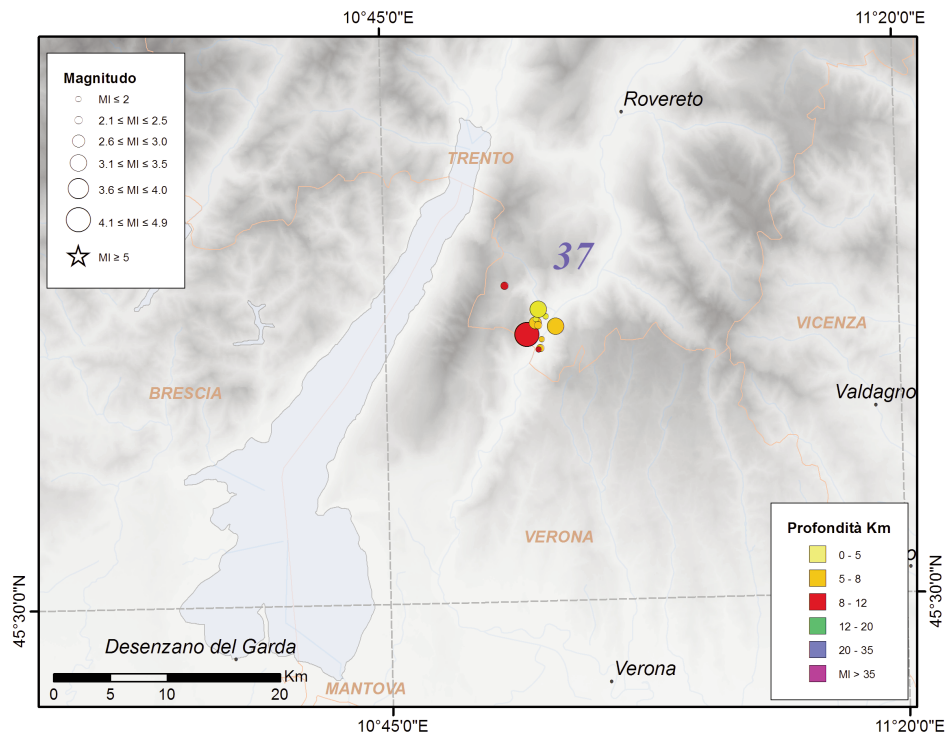 10°45'0"E
11°20'0"E
Magnitudo
Ml ≤ 2
2.1 ≤ Ml ≤ 2.5
2.6 ≤ Ml ≤ 3.0
3.1 ≤ Ml ≤ 3.5
3.6 ≤ Ml ≤ 4.0
4.1 ≤ Ml ≤ 4.9
Ml ≥ 5
Rovereto
TRENTO
37
VICENZA
BRESCIA
Valdagno
VERONA
Profondità Km
0 - 5
5 - 8
8 - 12
12 - 20
20 - 35
Ml > 35
o
45°30'0"N
45°30'0"N
Desenzano del Garda
Verona
Km
0 5 10 20
MANTOVA
10°45'0"E
11°20'0"E